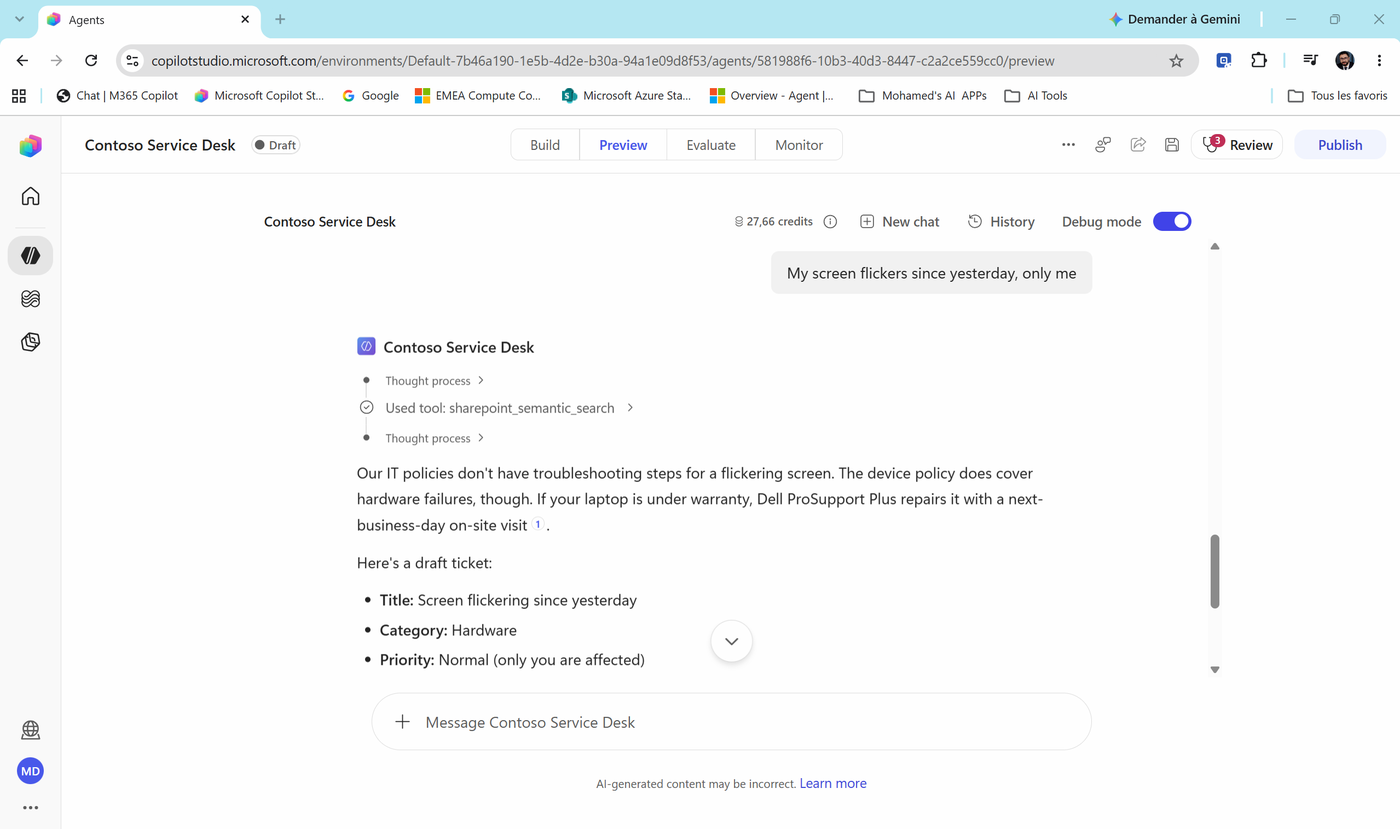 Agents
Demander à Gemini
copilotstudio.microsoft.com/environments/Default-7b46a190-1e5b-4d2e-b30a-94a1e09d8f53/agents/581988f6-10b3-40d3-8447-c2a2ce559cc0/preview
Chat | M365 Copilot
Microsoft Copilot St...
Google
EMEA Compute Co...
Microsoft Azure Sta...
Overview - Agent |...
Mohamed's AI APPs
AI Tools
Tous les favoris
Contoso Service Desk
Draft
Build
Preview
Evaluate
Monitor
3
Review
Publish
Contoso Service Desk
27,66 credits
New chat
History
Debug mode
My screen flickers since yesterday, only me
Contoso Service Desk
Thought process
Used tool: sharepoint_semantic_search
Thought process
Our IT policies don't have troubleshooting steps for a flickering screen. The device policy does cover
hardware failures, though. If your laptop is under warranty, Dell ProSupport Plus repairs it with a next-
business-day on-site visit 1 .
Here's a draft ticket:
• Title: Screen flickering since yesterday
• Category: Hardware
• Priority: Normal (only you are affected)
Message Contoso Service Desk
MD
AI-generated content may be incorrect. Learn more